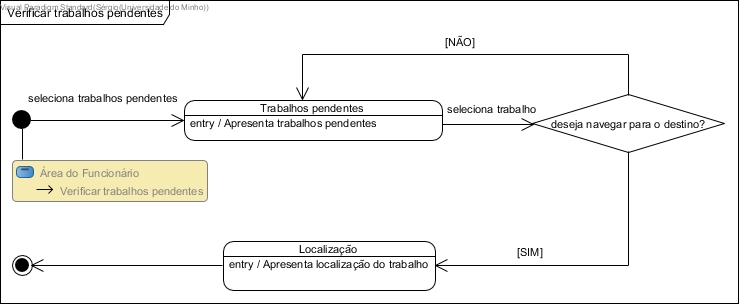 Visual Paradigm Standard(Sérgio(Universidade do Minho))
Verificar trabalhos pendentes
[NÃO]
seleciona trabalhos pendentes
Trabalhos pendentes
entry / Apresenta trabalhos pendentes
seleciona trabalho
deseja navegar para o destino?
Área do Funcionário
Verificar trabalhos pendentes
Localização
entry / Apresenta localização do trabalho
[SIM]